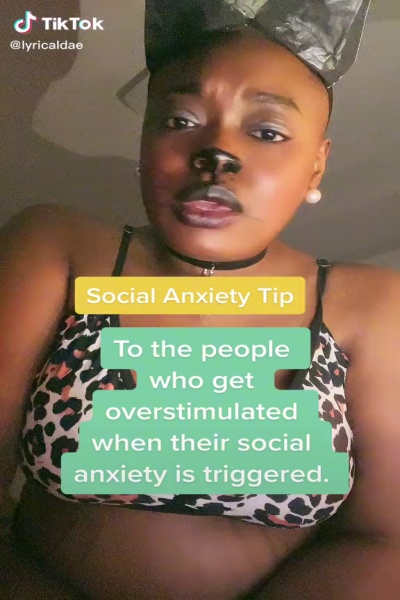 TikTok
@lyricaldae
Social Anxiety Tip
To the people
who get
overstimulated
when their social
anxiety is triggered.